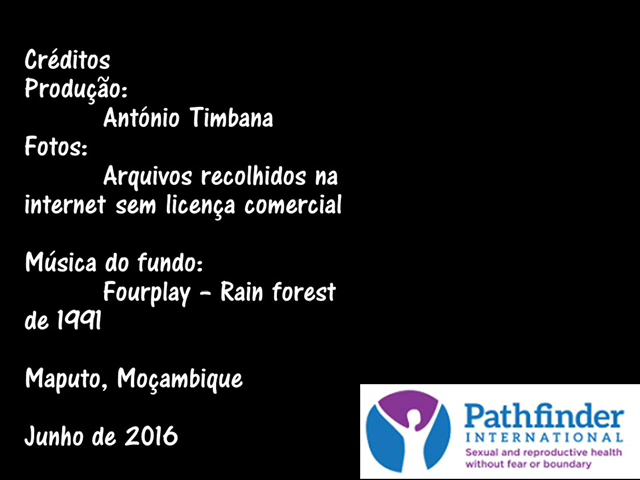 Créditos
Produção:
António Timbana
Fotos:
Arquivos recolhidos na
internet sem licença comercial
Música do fundo:
Fourplay – Rain forest
de 1991
Maputo, Moçambique
Junho de 2016
Pathfinder
INTERNATIONAL
Sexual and reproductive health
without fear or boundary